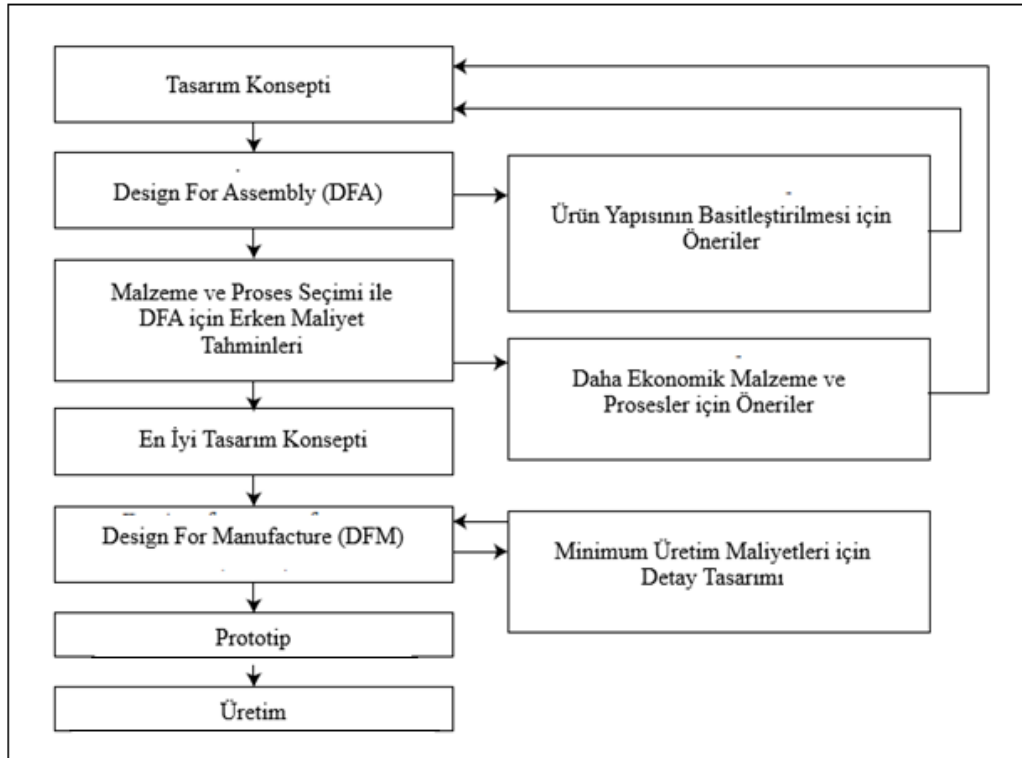 Tasarım Konsepti
Design For Assembly (DFA)
Ürün Yapısının Basitleştirilmesi için
Öneriler
Malzeme ve Proses Seçimi ile
DFA için Erken Maliyet
Tahminleri
Daha Ekonomik Malzeme ve
Prosesler için Öneriler
En İyi Tasarım Konsepti
Design For Manufacture (DFM)
Minimum Üretim Maliyetleri için
Detay Tasarımı
Prototip
Üretim